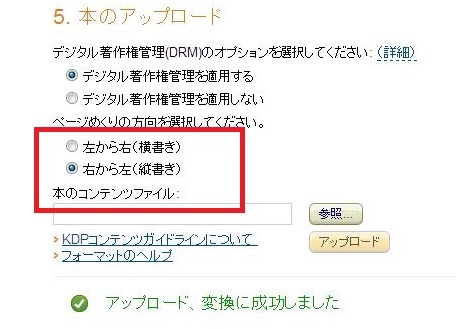 5. 本のアップロード
デジタル著作権管理(DRM)のオプションを選択してください: (詳細)
デジタル著作権管理を適用する
デジタル著作権管理を適用しない
ページめくりの方向を選択してください。
左から右(横書き)
右から左(縦書き)
本のコンテンツファイル:
参照...
> KDPコンテンツガイドラインについて
アップロード
> フォーマットのヘルプ
アップロード、変換に成功しました